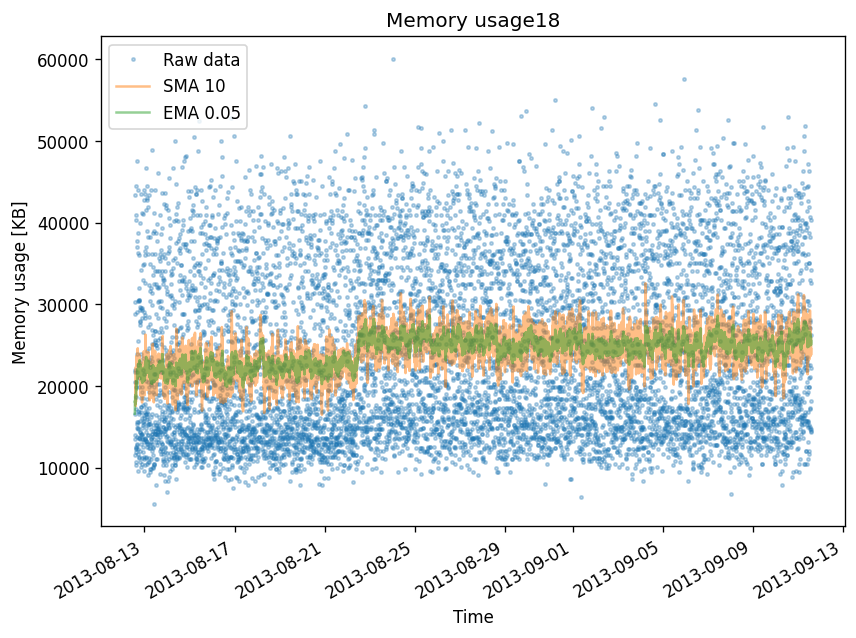 Memory usage18
Raw data
SMA 10
EMA 0.05
Memory usage [KB]
60000
50000
40000
30000
20000
10000
2013-08-13
2013-08-17
2013-08-21
2013-08-25
2013-08-29
2013-09-01
2013-09-05
2013-09-09
2013-09-13
Time